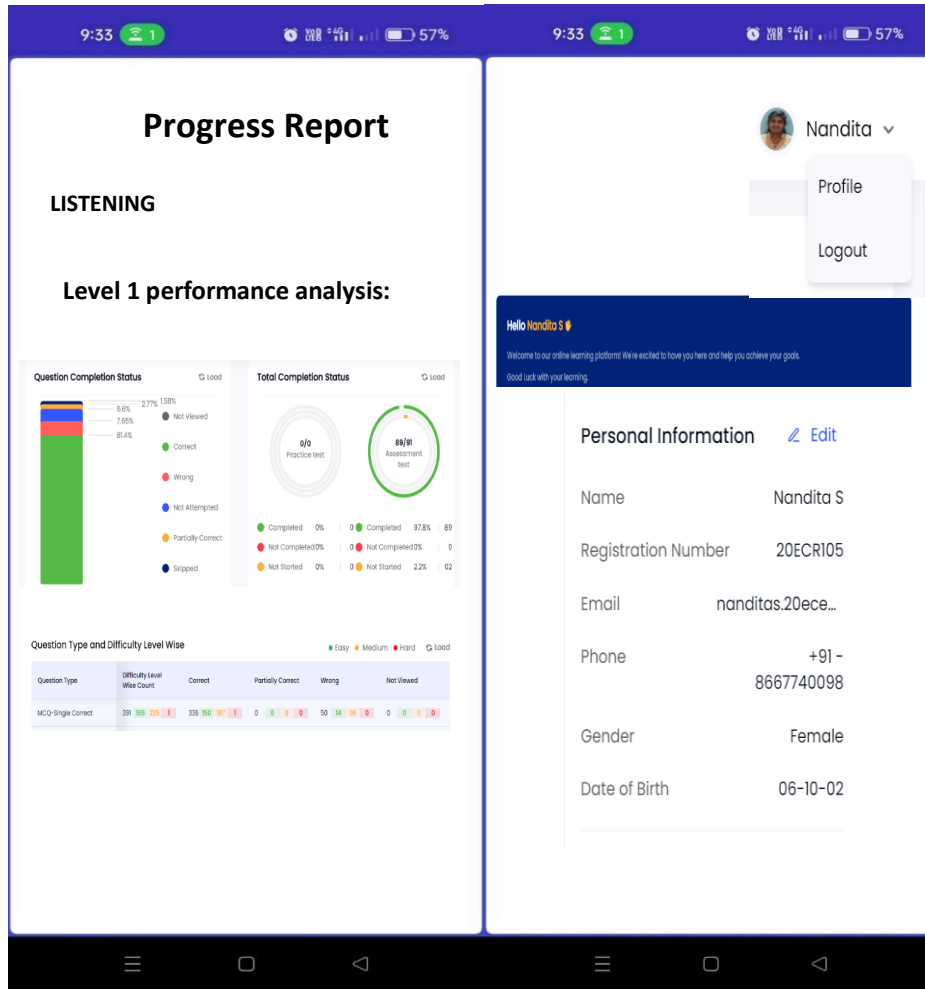 9:33 1 57%
Progress Report
LISTENING
Level 1 performance analysis:
Question Completion Status Load
1.58%
2.77%
6.6%
7.65%
81.4%
Not Viewed
Correct
Wrong
Not Attempted
Partially Correct
Skipped
Total Completion Status Load
0/0
Practice test
89/91
Assessment
test
Completed 0% 0 Completed 97.8% 89
Not Completed 0% 0 Not Completed 0% 0
Not Started 0% 0 Not Started 2.2% 02
Question Type and Difficulty Level Wise Easy Medium Hard Load
Question Type Difficulty Level Wise Count Correct Partially Correct Wrong Not Viewed
MCQ-Single Correct 391 165 225 1 338 150 187 1 0 0 0 0 50 14 36 0 0 0 0 0
9:33 1 57%
Nandita
Profile
Logout
Hello Nandita S
Welcome to our online learning platform! We're excited to have you here and help you achieve your goals.
Good Luck with your learning.
Personal Information Edit
Name Nandita S
Registration Number 20ECR105
Email nanditas.20ece...
Phone +91 -
8667740098
Gender Female
Date of Birth 06-10-02